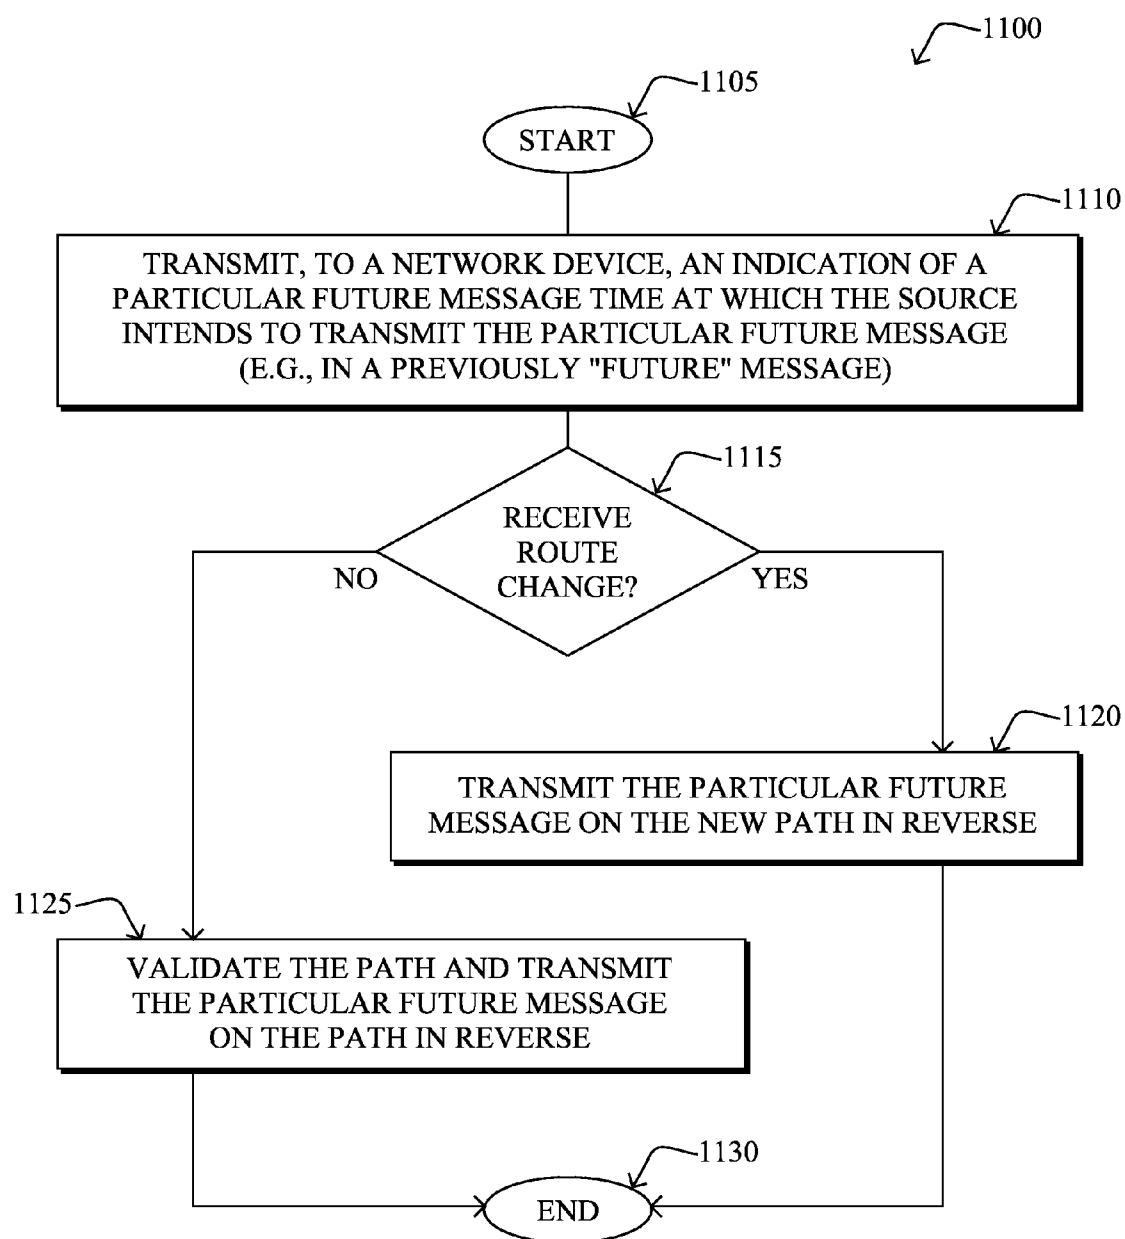 1100
1105
START
1110
TRANSMIT, TO A NETWORK DEVICE, AN INDICATION OF A
PARTICULAR FUTURE MESSAGE TIME AT WHICH THE SOURCE
INTENDS TO TRANSMIT THE PARTICULAR FUTURE MESSAGE
(E.G., IN A PREVIOUSLY "FUTURE" MESSAGE)
1115
RECEIVE
ROUTE
CHANGE?
NO
YES
1120
TRANSMIT THE PARTICULAR FUTURE
MESSAGE ON THE NEW PATH IN REVERSE
1125
VALIDATE THE PATH AND TRANSMIT
THE PARTICULAR FUTURE MESSAGE
ON THE PATH IN REVERSE
1130
END